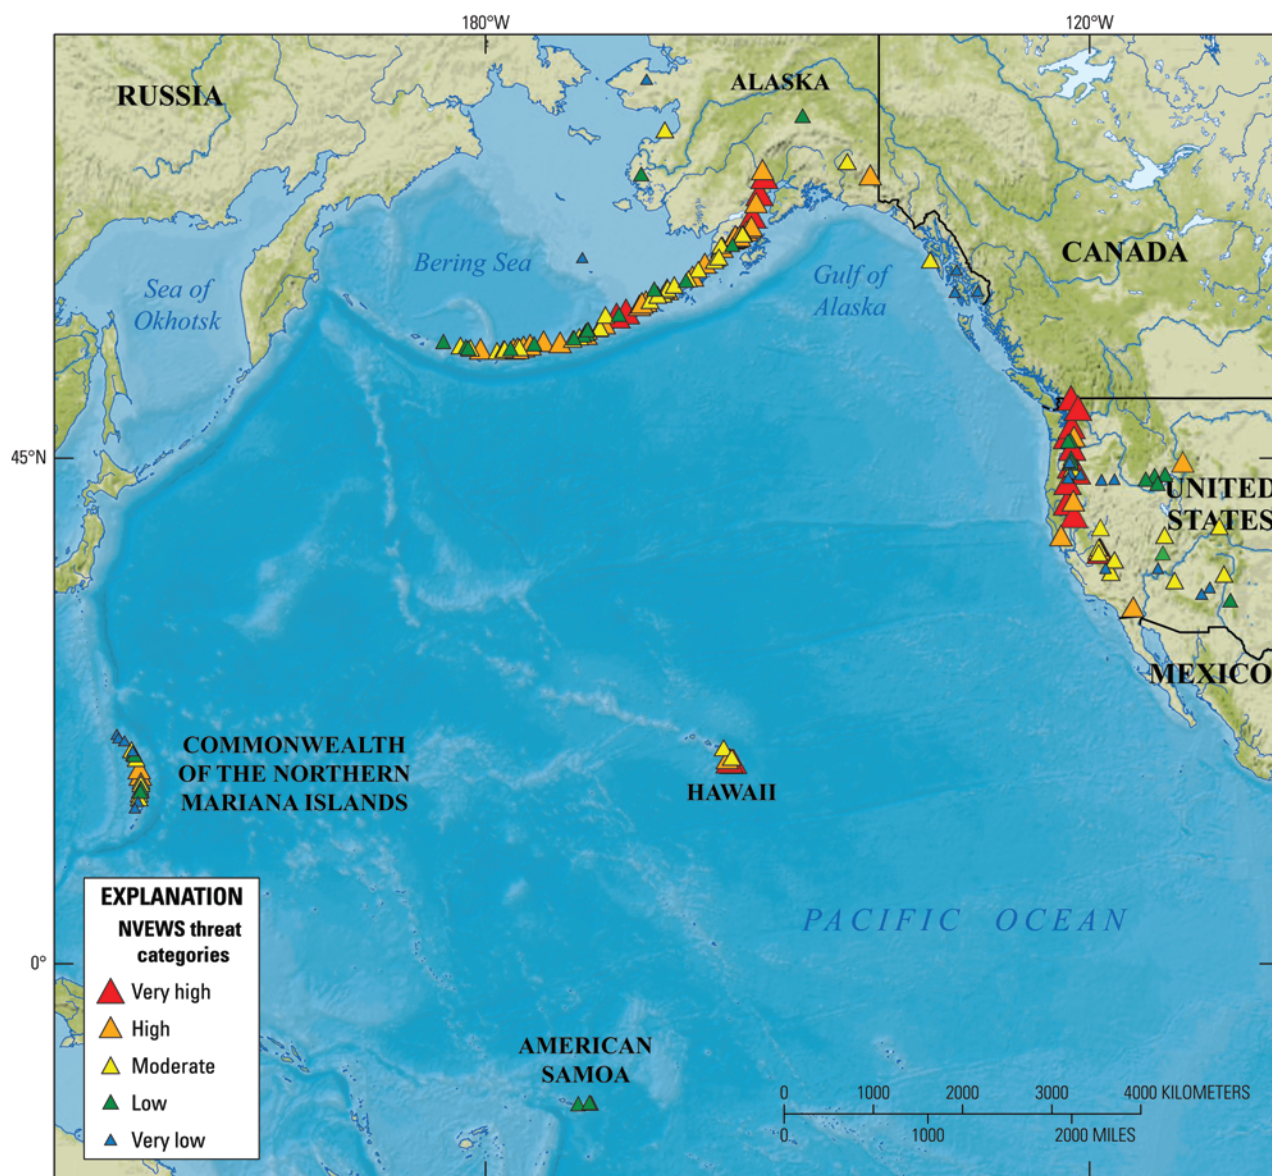 180°W
120°W
RUSSIA
ALASKA
Bering Sea
Sea of
Okhotsk
Gulf of
Alaska
CANADA
45°N
UNITED
STATES
MEXICO
COMMONWEALTH
OF THE NORTHERN
MARIANA ISLANDS
HAWAII
PACIFIC OCEAN
0°
AMERICAN
SAMOA
EXPLANATION
NVEWS threat
categories
Very high
High
Moderate
Low
Very low
0 1000 2000 3000 4000 KILOMETERS
0 1000 2000 MILES